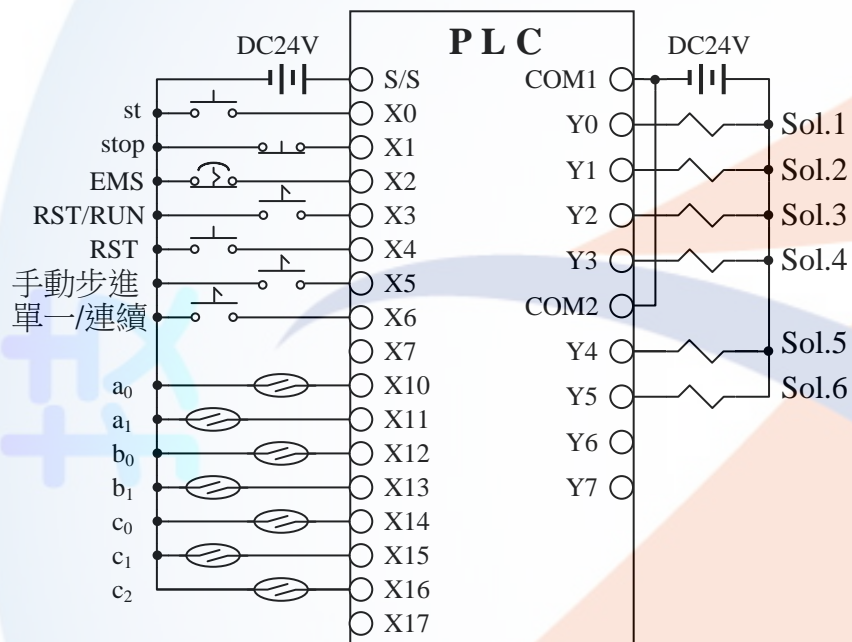 PLC
DC24V
DC24V
S/S
COM1
st
X0
Y0
Sol.1
stop
X1
Y1
Sol.2
EMS
X2
Y2
Sol.3
RST/RUN
X3
Y3
Sol.4
RST
X4
手動步進
X5
COM2
單一/連續
X6
Y4
Sol.5
X7
Y5
Sol.6
a₀
X10
Y6
a₁
X11
b₀
X12
Y7
b₁
X13
c₀
X14
c₁
X15
c₂
X16
X17